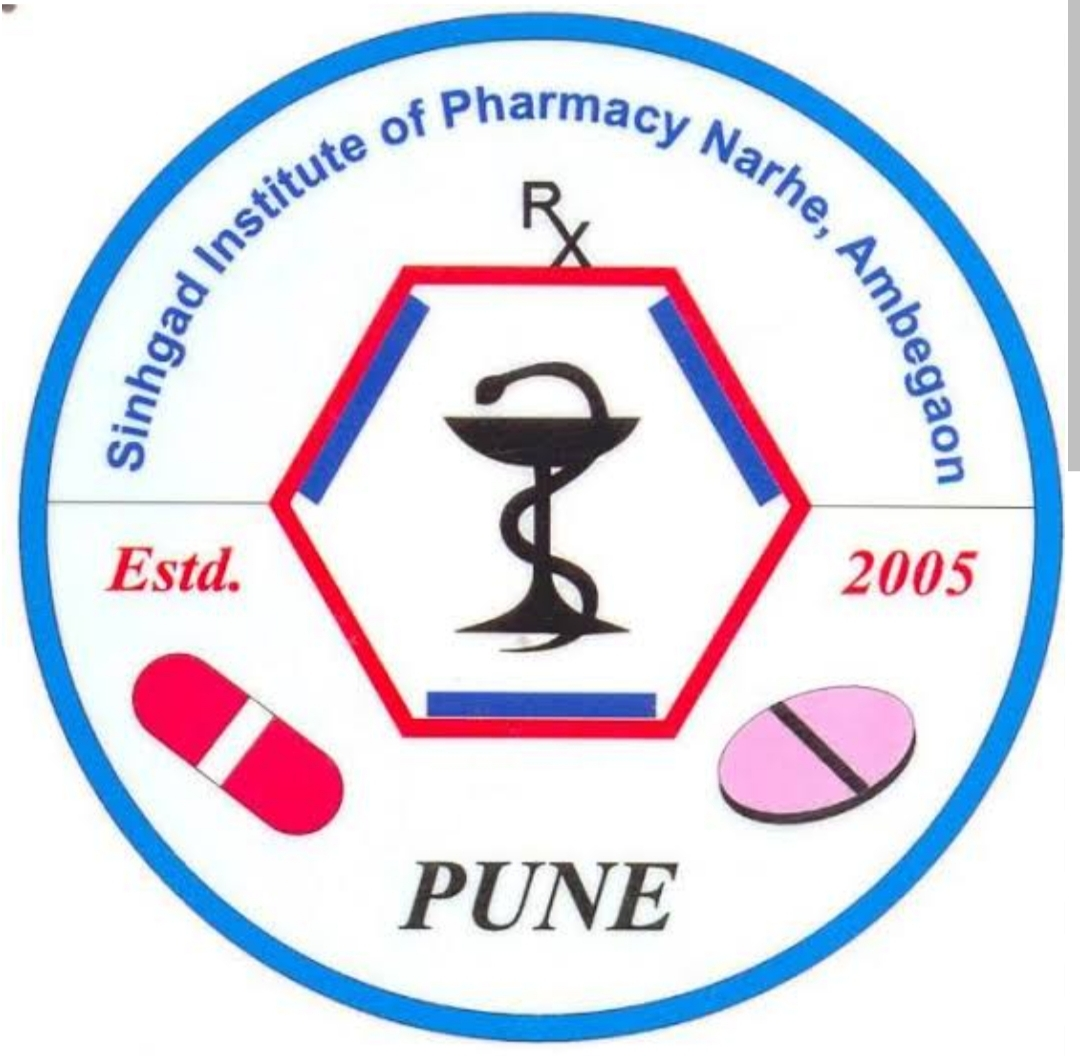 Sinhgad Institute of Pharmacy Narhe, Ambegaon
Rx
Estd. 2005
PUNE